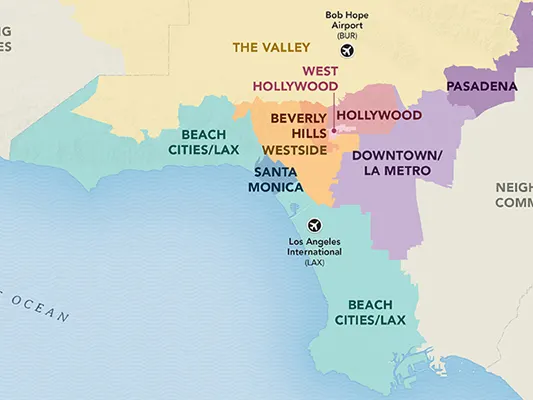 Bob Hope
Airport
(BUR)
NG
ES
THE VALLEY
WEST
HOLLYWOOD
PASADENA
BEVERLY
HILLS
HOLLYWOOD
BEACH
CITIES/LAX
WESTSIDE
DOWNTOWN/
LA METRO
SANTA
MONICA
NEIGH
COMM
Los Angeles
International
(LAX)
OCEAN
BEACH
CITIES/LAX